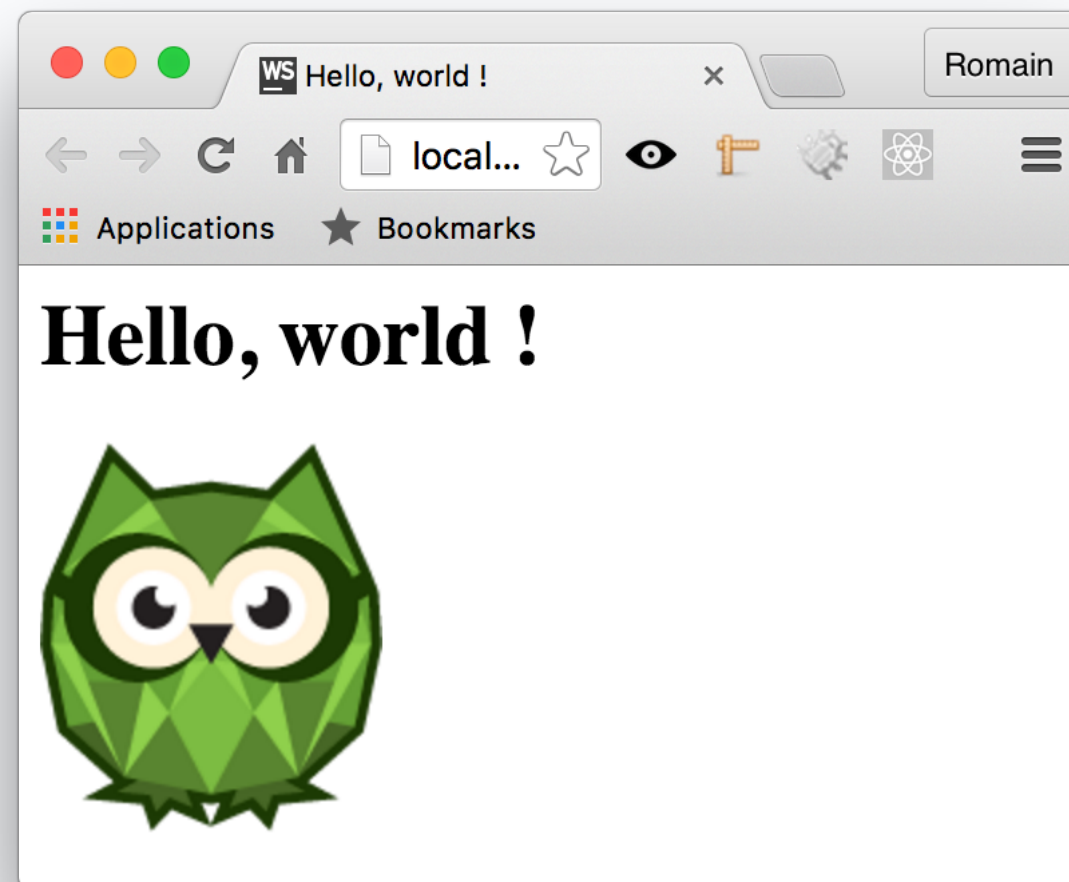 WS Hello, world !
Romain
local...
Applications Bookmarks
Hello, world !